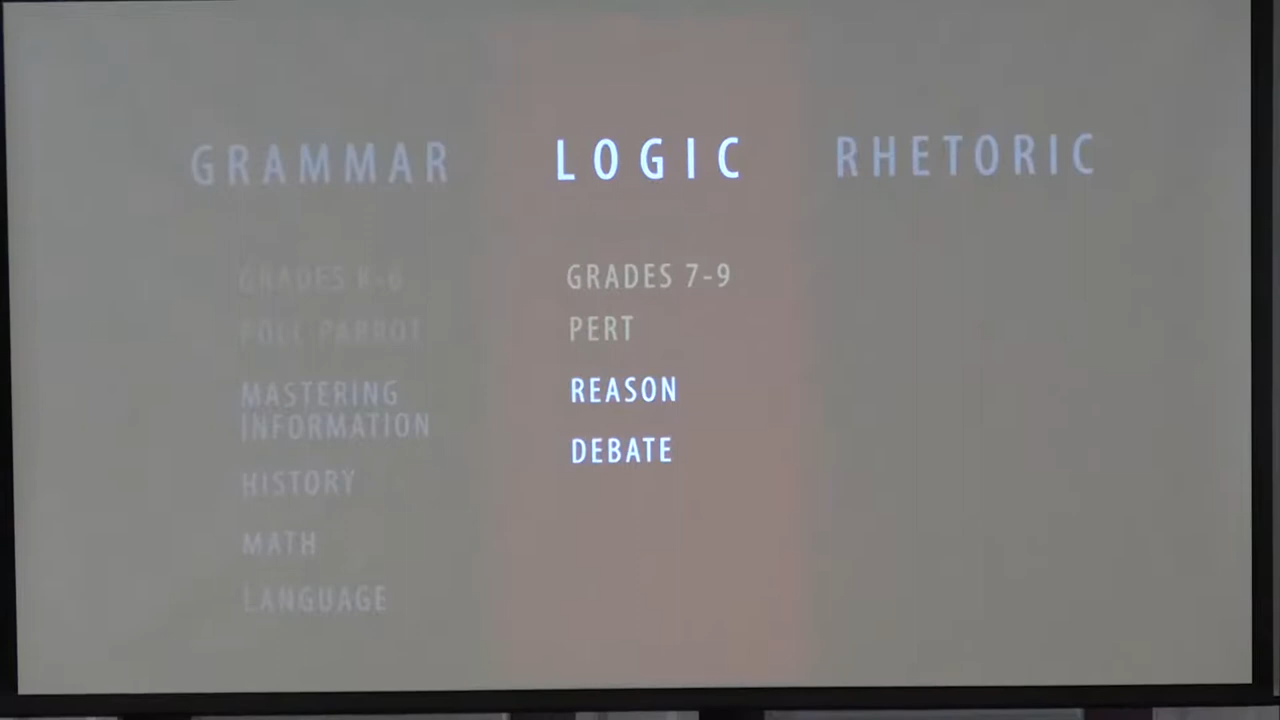 GRAMMAR
GRADES K-6
POLL PARROT
MASTERING
INFORMATION
HISTORY
MATH
LANGUAGE
LOGIC
GRADES 7-9
PERT
REASON
DEBATE
RHETORIC